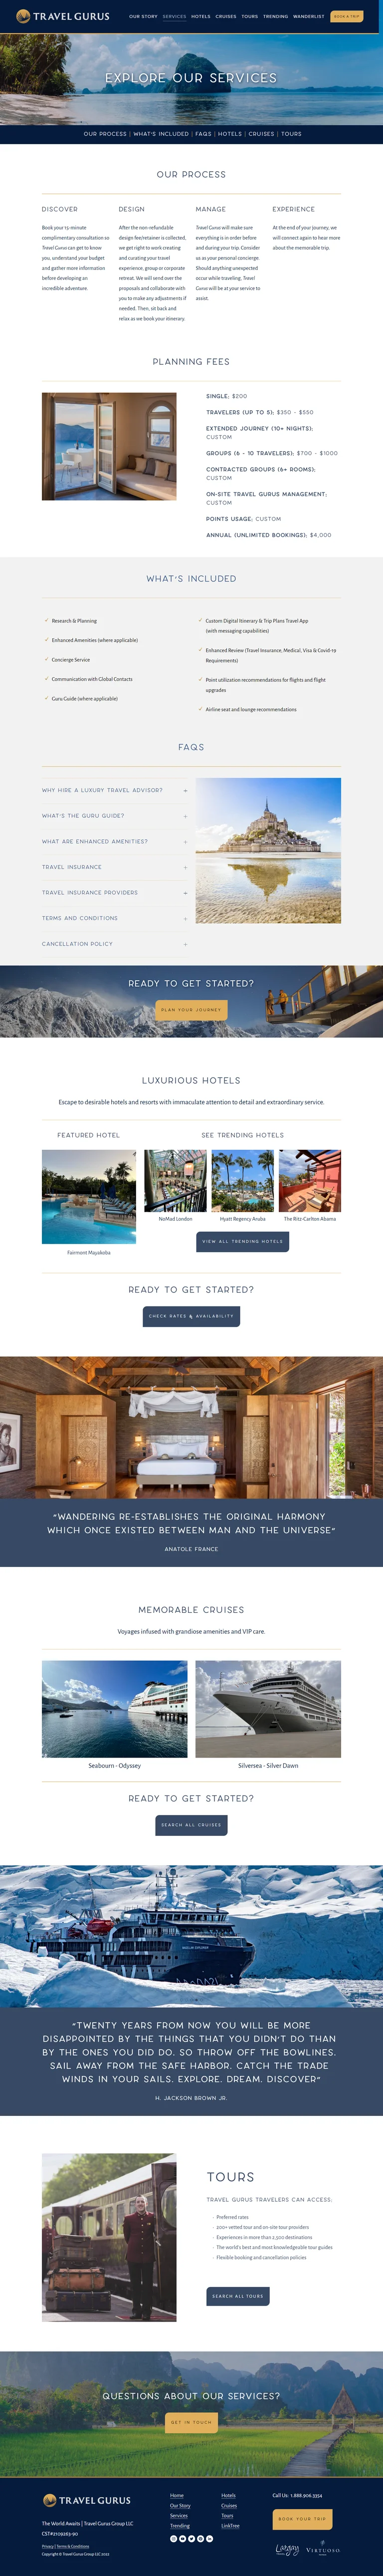 TRAVEL GURUS
OUR STORY SERVICES HOTELS CRUISES TOURS TRENDING WANDERLIST BOOK A TRIP
EXPLORE OUR SERVICES
OUR PROCESS | WHAT'S INCLUDED | FAQS | HOTELS | CRUISES | TOURS
OUR PROCESS
DISCOVER
Book your 15-minute
complimentary consultation so
Travel Gurus can get to know
you, understand your budget
and gather more information
before developing an
incredible adventure.
DESIGN
After the non-refundable
design fee/retainer is collected,
we get right to work creating
and curating your travel
experience, group or corporate
retreat. We will send over the
proposals and collaborate with
you to make any adjustments if
needed. Then, sit back and
relax as we book your itinerary.
MANAGE
Travel Gurus will make sure
everything is in order before
and during your trip. Consider
us as your personal concierge.
Should anything unexpected
occur while traveling, Travel
Gurus will be at your service to
assist.
EXPERIENCE
At the end of your journey, we
will connect again to hear more
about the memorable trip.
PLANNING FEES
SINGLE: $200
TRAVELERS (UP TO 5): $350 - $550
EXTENDED JOURNEY (10+ NIGHTS):
CUSTOM
GROUPS (6 - 10 TRAVELERS): $700 - $1000
CONTRACTED GROUPS (6+ ROOMS):
CUSTOM
ON-SITE TRAVEL GURUS MANAGEMENT:
CUSTOM
POINTS USAGE: CUSTOM
ANNUAL (UNLIMITED BOOKINGS): $4,000
WHAT'S INCLUDED
✓ Research & Planning
✓ Enhanced Amenities (where applicable)
✓ Concierge Service
✓ Communication with Global Contacts
✓ Guru Guide (where applicable)
✓ Custom Digital Itinerary & Trip Plans Travel App
(with messaging capabilities)
✓ Enhanced Review (Travel Insurance, Medical, Visa & Covid-19
Requirements)
✓ Point utilization recommendations for flights and flight
upgrades
✓ Airline seat and lounge recommendations
FAQS
WHY HIRE A LUXURY TRAVEL ADVISOR? +
WHAT'S THE GURU GUIDE? +
WHAT ARE ENHANCED AMENITIES? +
TRAVEL INSURANCE +
TRAVEL INSURANCE PROVIDERS +
TERMS AND CONDITIONS +
CANCELLATION POLICY +
READY TO GET STARTED?
PLAN YOUR JOURNEY
LUXURIOUS HOTELS
Escape to desirable hotels and resorts with immaculate attention to detail and extraordinary service.
FEATURED HOTEL
Fairmont Mayakoba
SEE TRENDING HOTELS
NoMad London
Hyatt Regency Aruba
The Ritz-Carlton Abama
VIEW ALL TRENDING HOTELS
READY TO GET STARTED?
CHECK RATES & AVAILABILITY
"WANDERING RE-ESTABLISHES THE ORIGINAL HARMONY
WHICH ONCE EXISTED BETWEEN MAN AND THE UNIVERSE"
ANATOLE FRANCE
MEMORABLE CRUISES
Voyages infused with grandiose amenities and VIP care.
Seabourn - Odyssey
Silversea - Silver Dawn
READY TO GET STARTED?
SEARCH ALL CRUISES
"TWENTY YEARS FROM NOW YOU WILL BE MORE
DISAPPOINTED BY THE THINGS THAT YOU DIDN'T DO THAN
BY THE ONES YOU DID DO. SO THROW OFF THE BOWLINES.
SAIL AWAY FROM THE SAFE HARBOR. CATCH THE TRADE
WINDS IN YOUR SAILS. EXPLORE. DREAM. DISCOVER"
H. JACKSON BROWN JR.
TOURS
TRAVEL GURUS TRAVELERS CAN ACCESS:
Preferred rates
200+ vetted tour and on-site tour providers
Experiences in more than 2,500 destinations
The world's best and most knowledgeable tour guides
Flexible booking and cancellation policies
SEARCH ALL TOURS
QUESTIONS ABOUT OUR SERVICES?
GET IN TOUCH
TRAVEL GURUS
The World Awaits | Travel Gurus Group LLC
CST#2109263-90
Privacy | Terms & Conditions
Copyright © Travel Gurus Group LLC 2022
Home
Our Story
Services
Trending
Hotels
Cruises
Tours
LinkTree
Call Us: 1.888.906.3354
BOOK YOUR TRIP
VIRTUOSO